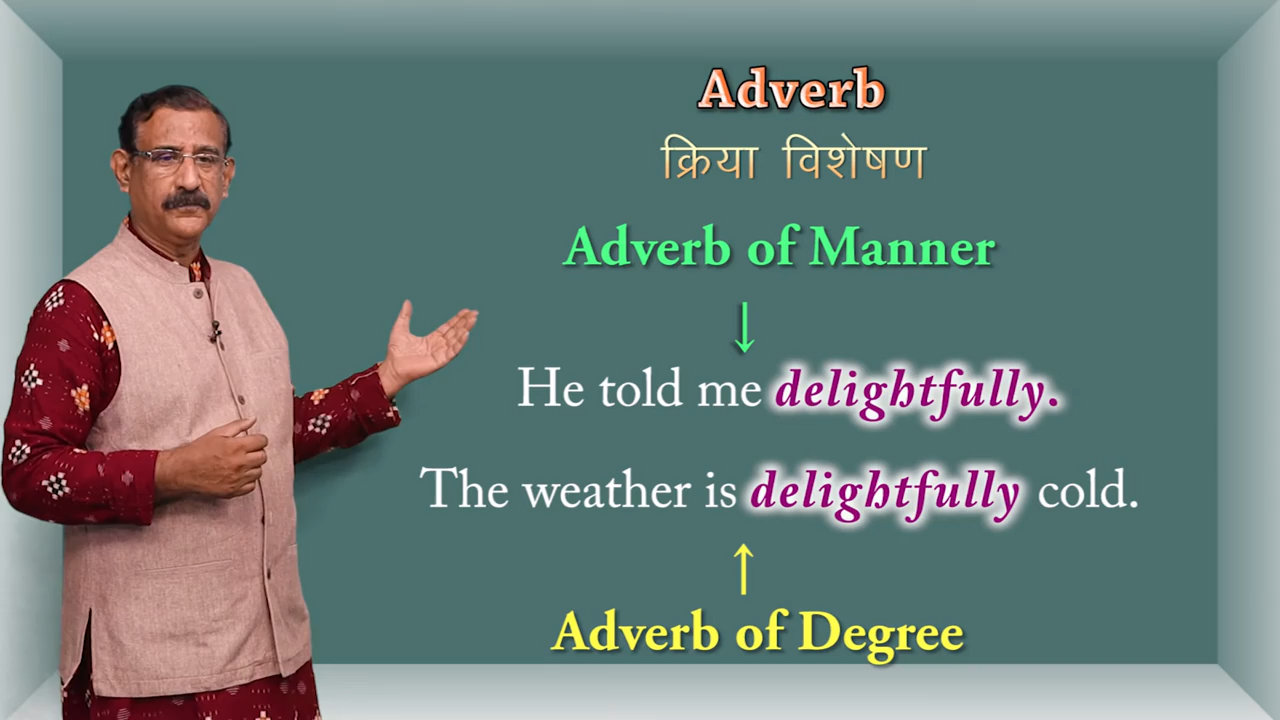 Adverb
क्रिया विशेषण
Adverb of Manner
↓
He told me delightfully.
The weather is delightfully cold.
↑
Adverb of Degree